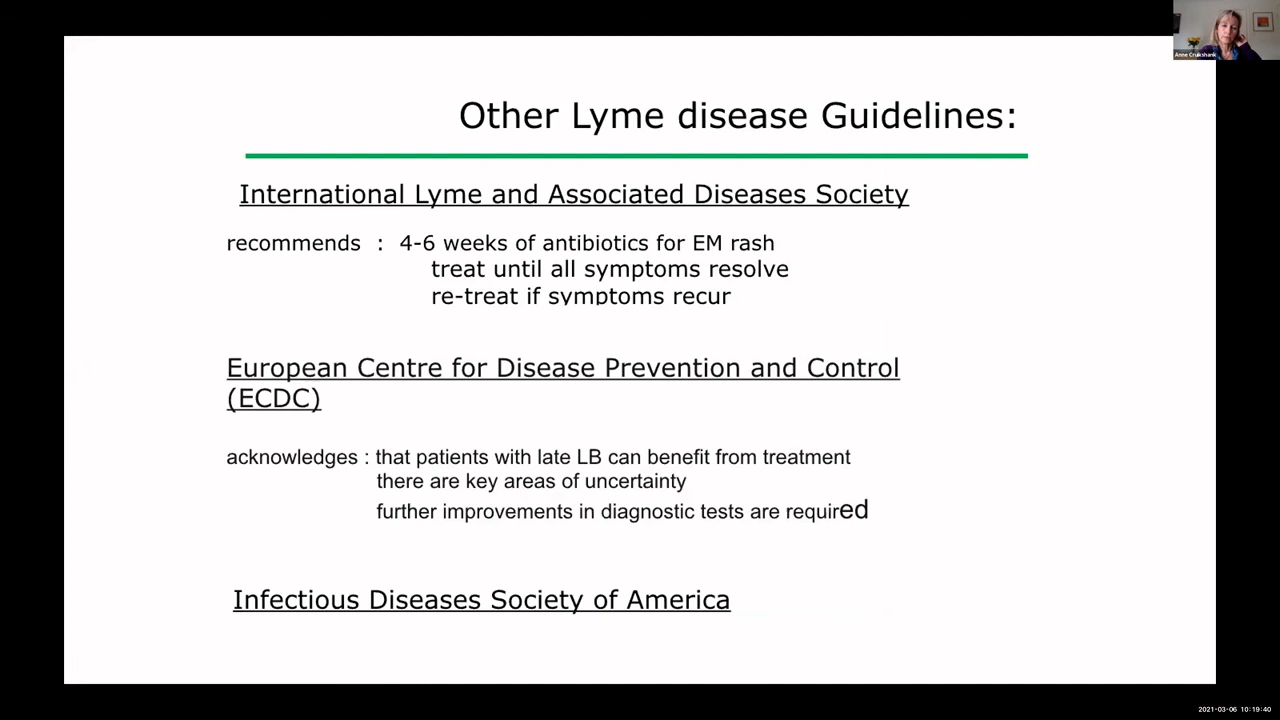 Anne Cruikshank
Other Lyme disease Guidelines:
International Lyme and Associated Diseases Society
recommends : 4-6 weeks of antibiotics for EM rash
treat until all symptoms resolve
re-treat if symptoms recur
European Centre for Disease Prevention and Control
(ECDC)
acknowledges : that patients with late LB can benefit from treatment
there are key areas of uncertainty
further improvements in diagnostic tests are required
Infectious Diseases Society of America
2021-03-06 10:19:40